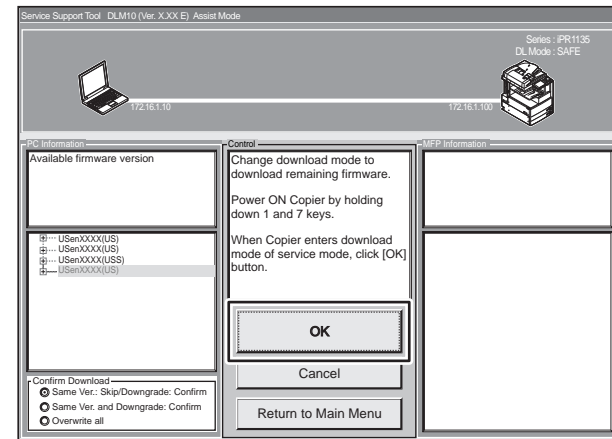 Service Support Tool DLM10 (Ver. X.XX E) Assist Mode
Series : iPR1135
DL Mode : SAFE
172.16.1.10
172.16.1.100
PC Information
Available firmware version
USenXXXX(US)
USenXXXX(US)
USenXXXX(USS)
USenXXXX(US)
Confirm Download
Same Ver.: Skip/Downgrade: Confirm
Same Ver. and Downgrade: Confirm
Overwrite all
Control
Change download mode to
download remaining firmware.
Power ON Copier by holding
down 1 and 7 keys.
When Copier enters download
mode of service mode, click [OK]
button.
OK
Cancel
Return to Main Menu
MFP Information